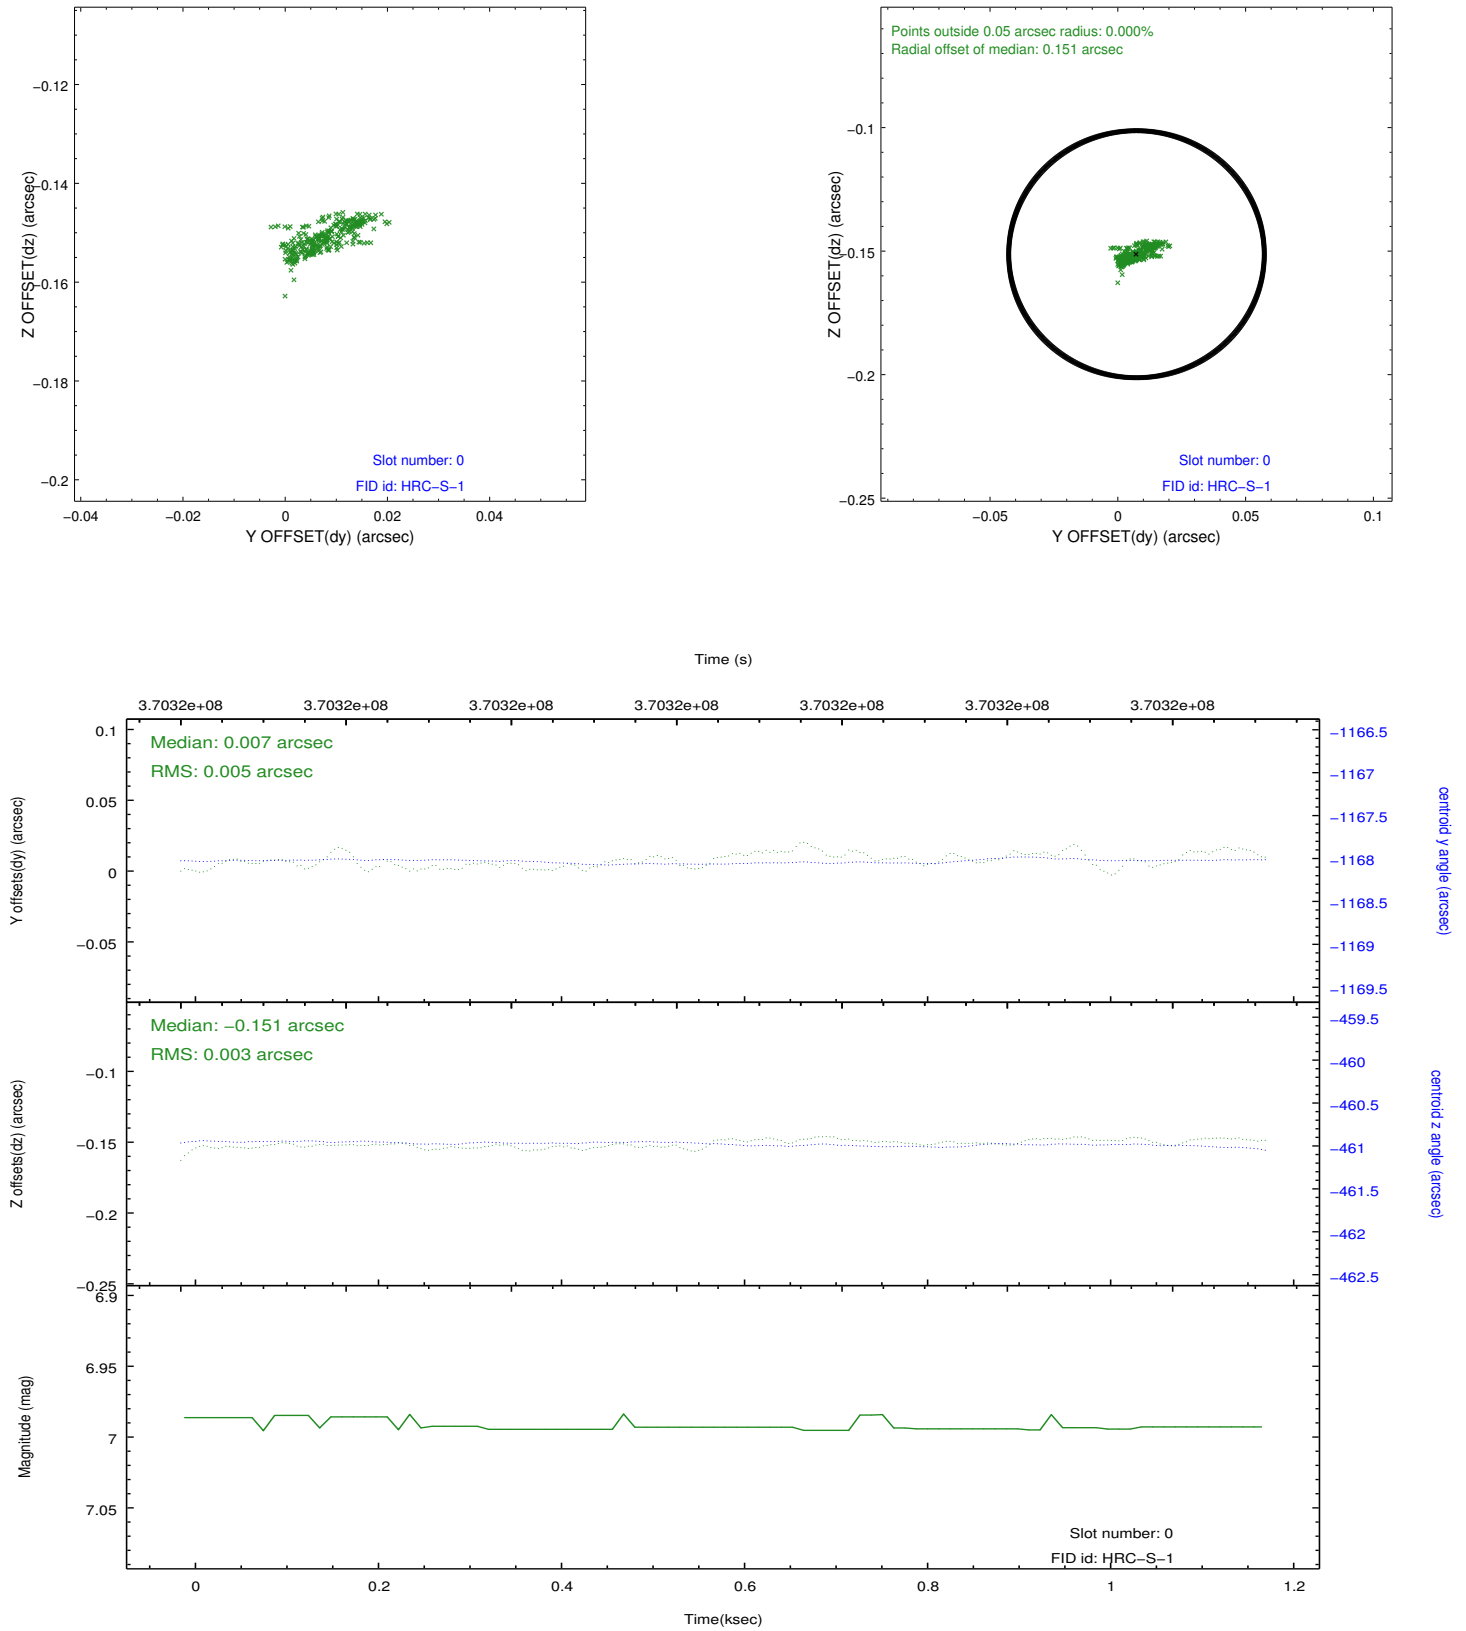 −0.12
−0.14
−0.16
−0.18
−0.2
Z OFFSET(dz) (arcsec)
Slot number: 0
FID id: HRC−S−1
−0.04
−0.02
0
0.02
0.04
Y OFFSET(dy) (arcsec)
Points outside 0.05 arcsec radius: 0.000%
Radial offset of median: 0.151 arcsec
−0.1
−0.15
−0.2
−0.25
Z OFFSET(dz) (arcsec)
Slot number: 0
FID id: HRC−S−1
−0.05
0
0.05
0.1
Y OFFSET(dy) (arcsec)
Time (s)
3.7032e+08 3.7032e+08 3.7032e+08 3.7032e+08 3.7032e+08 3.7032e+08 3.7032e+08
Median: 0.007 arcsec
RMS: 0.005 arcsec
0.1
0.05
0
−0.05
Y offsets(dy) (arcsec)
−1166.5
−1167
−1167.5
−1168
−1168.5
−1169
−1169.5
centroid y angle (arcsec)
Median: −0.151 arcsec
RMS: 0.003 arcsec
−0.1
−0.15
−0.2
−0.25
Z offsets(dz) (arcsec)
−459.5
−460
−460.5
−461
−461.5
−462
−462.5
centroid z angle (arcsec)
6.9
6.95
7
7.05
Magnitude (mag)
Slot number: 0
FID id: HRC−S−1
0 0.2 0.4 0.6 0.8 1 1.2
Time(ksec)